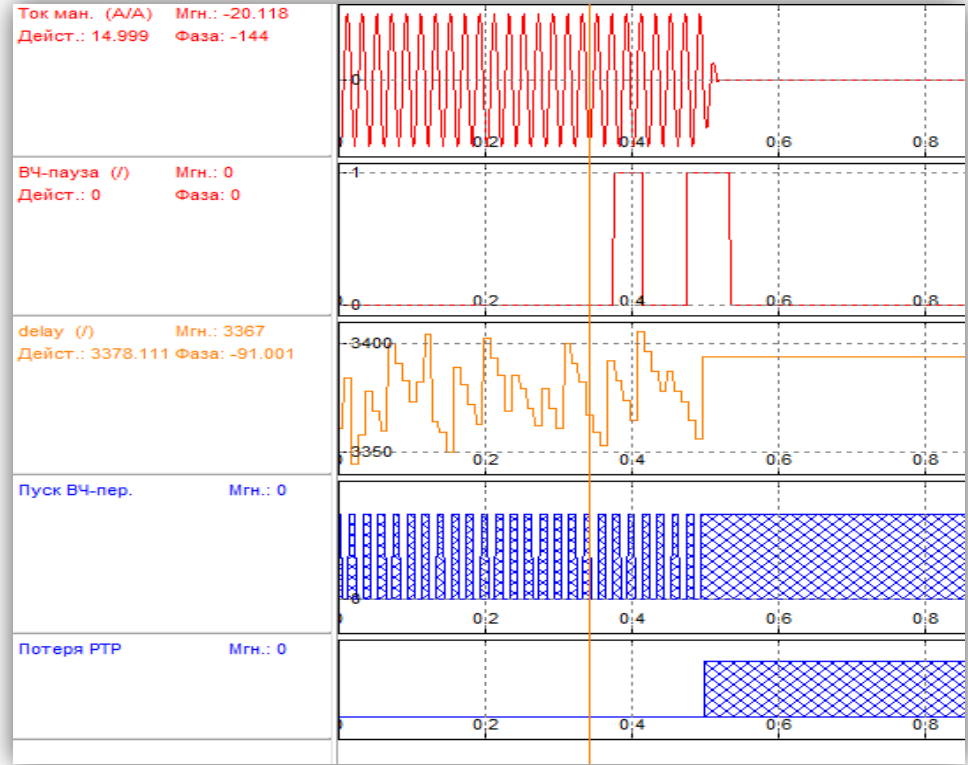 Ток ман. (А/А) Мгн.: -20.118
Дейст.: 14.999 Фаза: -144
0
0.2 0.4 0.6 0.8
ВЧ-пауза (/) Мгн.: 0
Дейст.: 0 Фаза: 0
1
0
0 0.2 0.4 0.6 0.8
delay (/) Мгн.: 3367
Дейст.: 3378.111 Фаза: -91.001
3400
3350
0.2 0.4 0.6 0.8
Пуск ВЧ-пер. Мгн.: 0
0
0.2 0.4 0.6 0.8
Потеря РТР Мгн.: 0
0.2 0.4 0.6 0.8